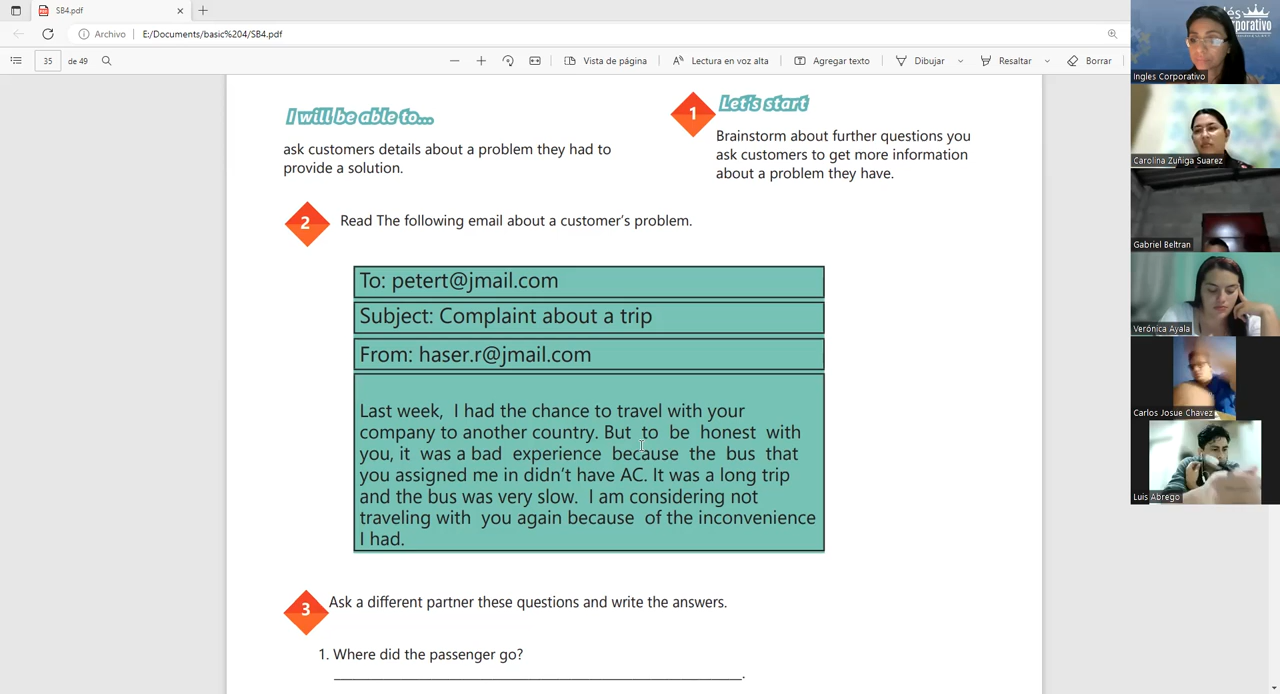 SB4.pdf
Archivo
E:/Documents/basic%204/SB4.pdf
35
de 49
Vista de página
Lectura en voz alta
Agregar texto
Dibujar
Resaltar
Borrar
I will be able to...
ask customers details about a problem they had to
provide a solution.
1
Let's start
Brainstorm about further questions you
ask customers to get more information
about a problem they have.
2
Read The following email about a customer's problem.
To: petert@jmail.com
Subject: Complaint about a trip
From: haser.r@jmail.com
Last week, I had the chance to travel with your
company to another country. But to be honest with
you, it was a bad experience because the bus that
you assigned me in didn't have AC. It was a long trip
and the bus was very slow. I am considering not
traveling with you again because of the inconvenience
I had.
3
Ask a different partner these questions and write the answers.
1. Where did the passenger go?
Ingles Corporativo
Carolina Zuñiga Suarez
Gabriel Beltran
Verónica Ayala
Carlos Josue Chavez
Luis Abrego